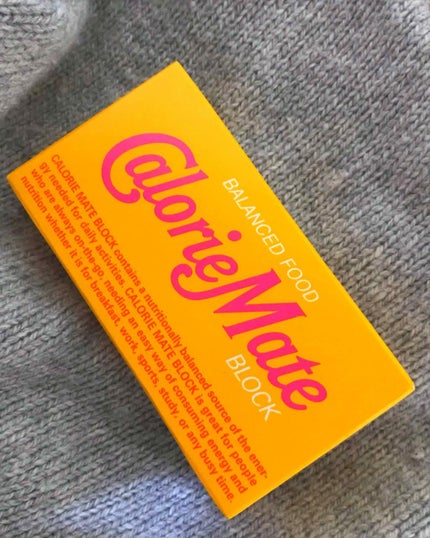 BALANCED FOOD
CalorieMate
BLOCK
CALORIE MATE BLOCK contains a nutritionally balanced source of the ener-
gy needed for daily activities. CALORIE MATE BLOCK is great for people
who are always on-the-go, needing an easy way of consuming energy and
nutrition whether it is for breakfast, work, sports, study, or any busy time.